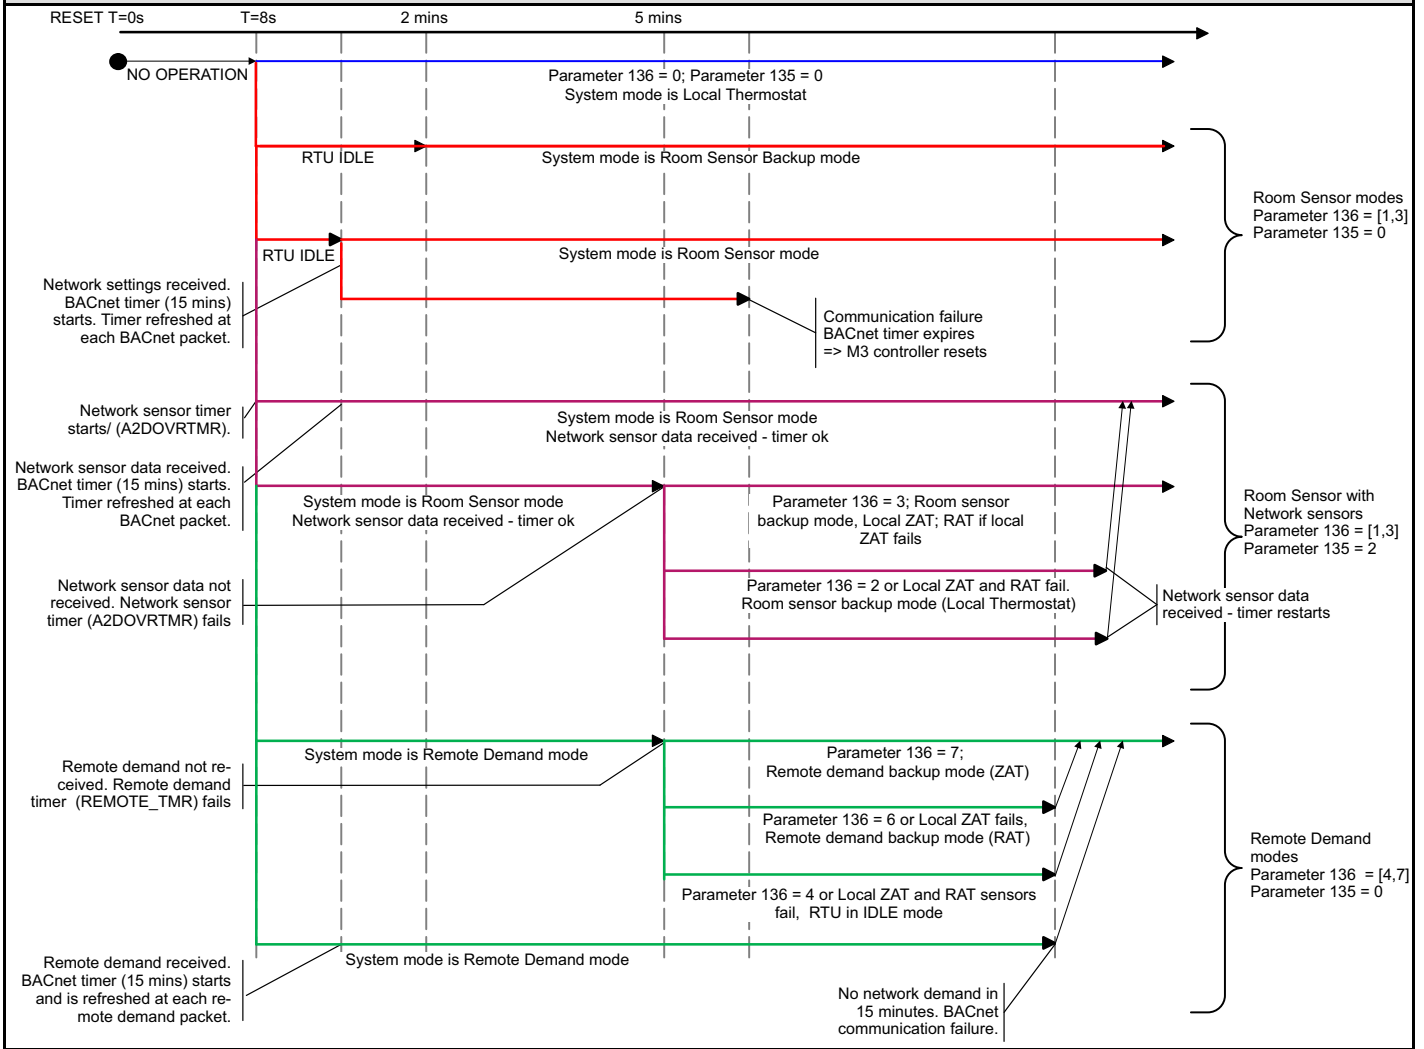 RESET T=0s T=8s 2 mins 5 mins
NO OPERATION
Parameter 136 = 0; Parameter 135 = 0
System mode is Local Thermostat
RTU IDLE
System mode is Room Sensor Backup mode
Room Sensor modes
Parameter 136 = [1,3]
Parameter 135 = 0
RTU IDLE
System mode is Room Sensor mode
Network settings received.
BACnet timer (15 mins)
starts. Timer refreshed at
each BACnet packet.
Communication failure
BACnet timer expires
=> M3 controller resets
Network sensor timer
starts/ (A2DOVRTMR).
System mode is Room Sensor mode
Network sensor data received - timer ok
Network sensor data received.
BACnet timer (15 mins) starts.
Timer refreshed at each
BACnet packet.
System mode is Room Sensor mode
Network sensor data received - timer ok
Parameter 136 = 3; Room sensor
backup mode, Local ZAT; RAT if local
ZAT fails
Room Sensor with
Network sensors
Parameter 136 = [1,3]
Parameter 135 = 2
Network sensor data not
received. Network sensor
timer (A2DOVRTMR) fails
Parameter 136 = 2 or Local ZAT and RAT fail.
Room sensor backup mode (Local Thermostat)
Network sensor data
received - timer restarts
System mode is Remote Demand mode
Remote demand not re-
ceived. Remote demand
timer (REMOTE_TMR) fails
Parameter 136 = 7;
Remote demand backup mode (ZAT)
Parameter 136 = 6 or Local ZAT fails,
Remote demand backup mode (RAT)
Parameter 136 = 4 or Local ZAT and RAT sensors
fail, RTU in IDLE mode
Remote Demand
modes
Parameter 136 = [4,7]
Parameter 135 = 0
System mode is Remote Demand mode
Remote demand received.
BACnet timer (15 mins) starts
and is refreshed at each re-
mote demand packet.
No network demand in
15 minutes. BACnet
communication failure.